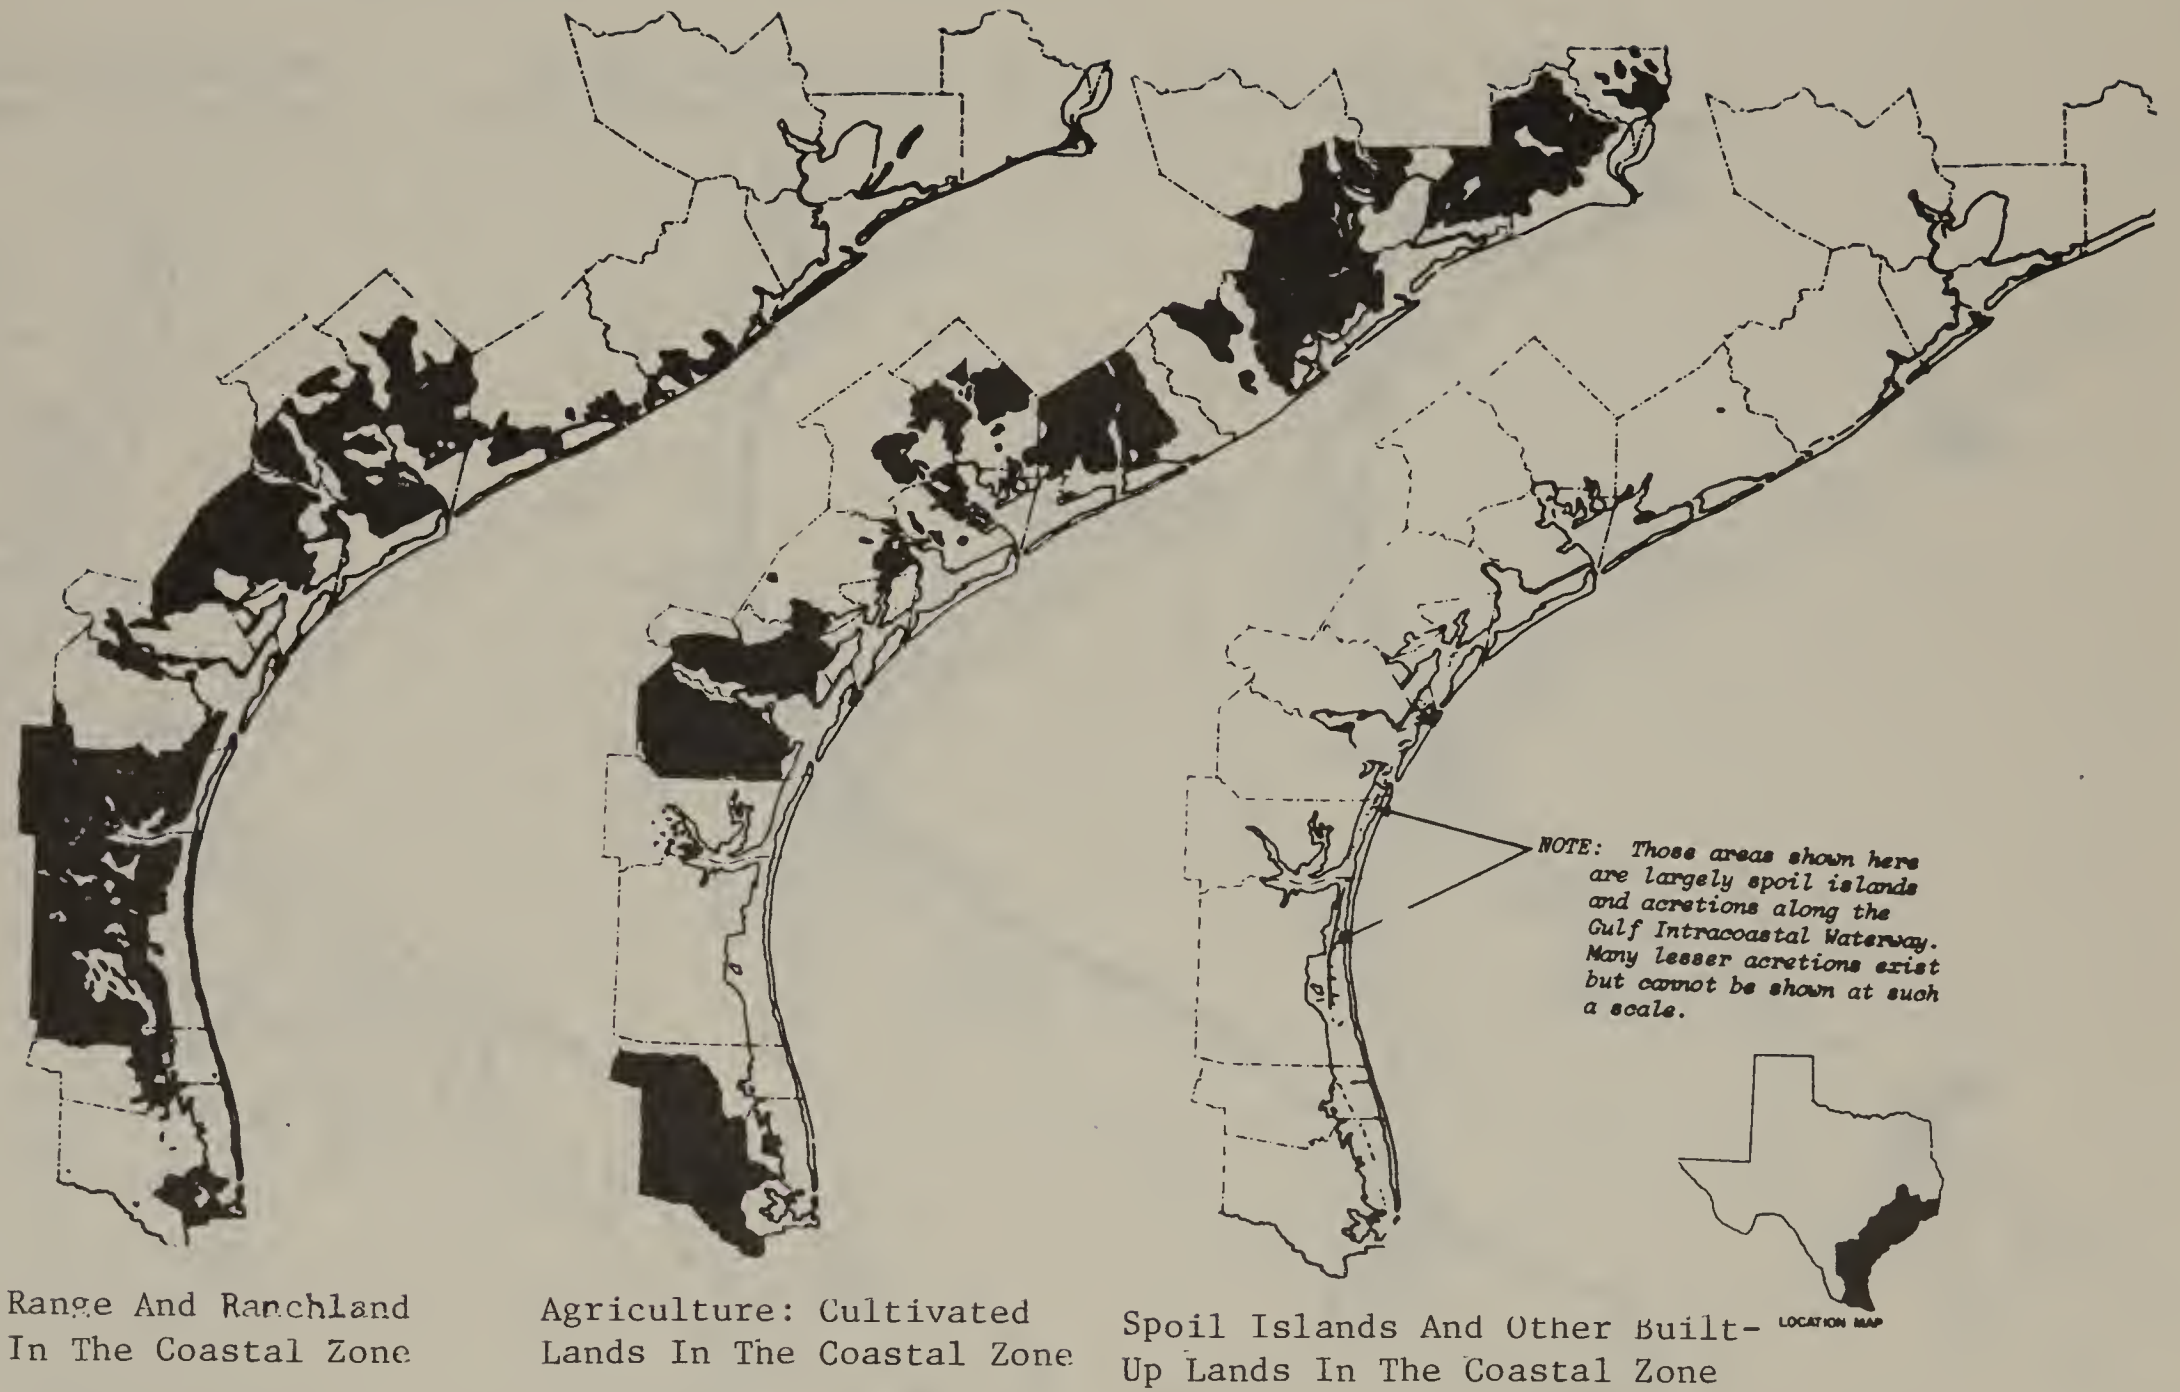 NOTE: Those areas shown here
are largely spoil islands
and acretions along the
Gulf Intracoastal Waterway.
Many lesser acretions exist
but cannot be shown at such
a scale.
LOCATION MAP
Range And Ranchland
In The Coastal Zone
Agriculture: Cultivated
Lands In The Coastal Zone
Spoil Islands And Other Built-
Up Lands In The Coastal Zone